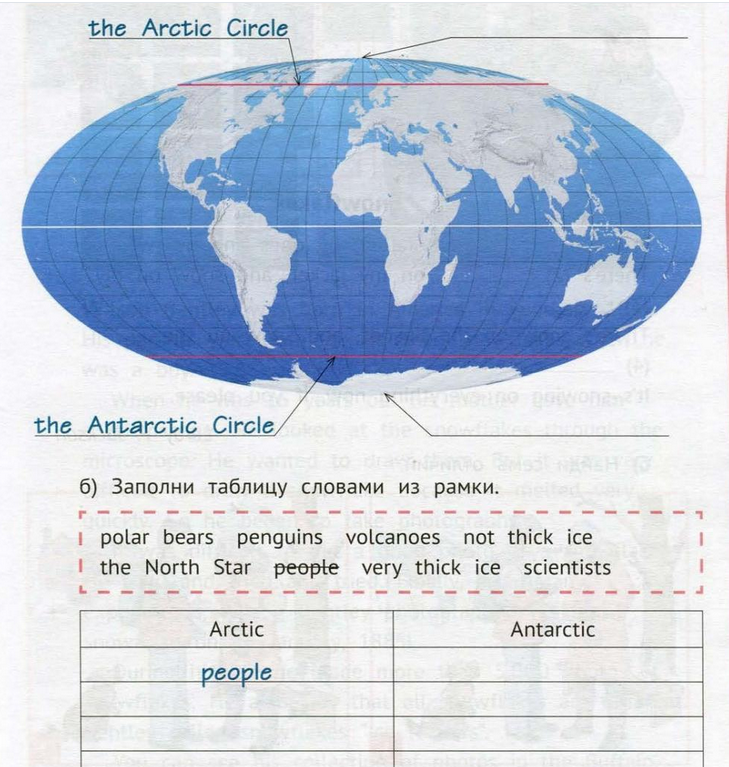 the Arctic Circle
the Antarctic Circle
б) Заполни таблицу словами из рамки.
polar bears penguins volcanoes not thick ice
the North Star people very thick ice scientists
Arctic Antarctic
people